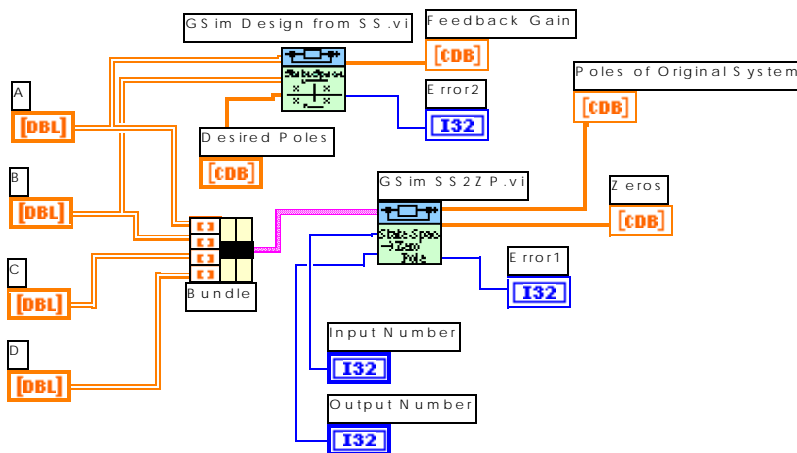 GSim Design from SS.vi
Feedback Gain
[CDB]
Poles of Original System
[CDB]
State-Space
A
[DBL]
Error2
I32
Desired Poles
[CDB]
B
[DBL]
GSim SS2ZP.vi
Zeros
[CDB]
State-Spac
→Zero
Pole
C
[DBL]
Bundle
Error1
I32
D
[DBL]
Input Number
I32
Output Number
I32